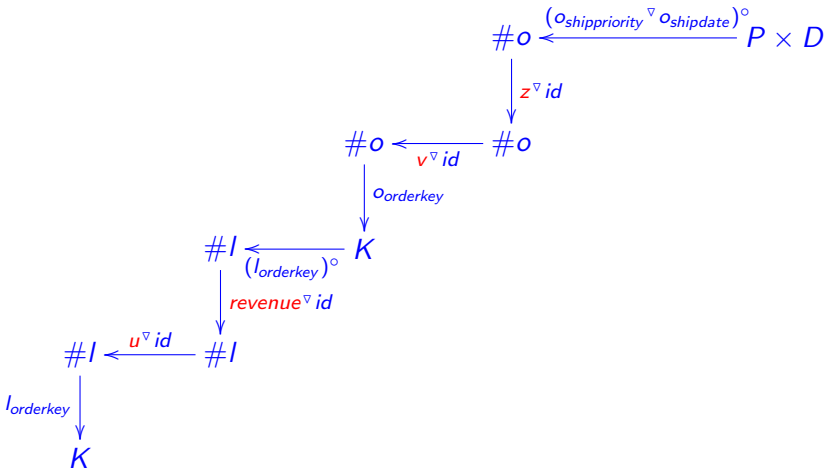 (o_shippriority ▿ o_shipdate)°
#o P × D
z ▿ id
#o #o
v ▿ id
o_orderkey
#l K
(l_orderkey)°
revenue ▿ id
u ▿ id
#l #l
l_orderkey
K